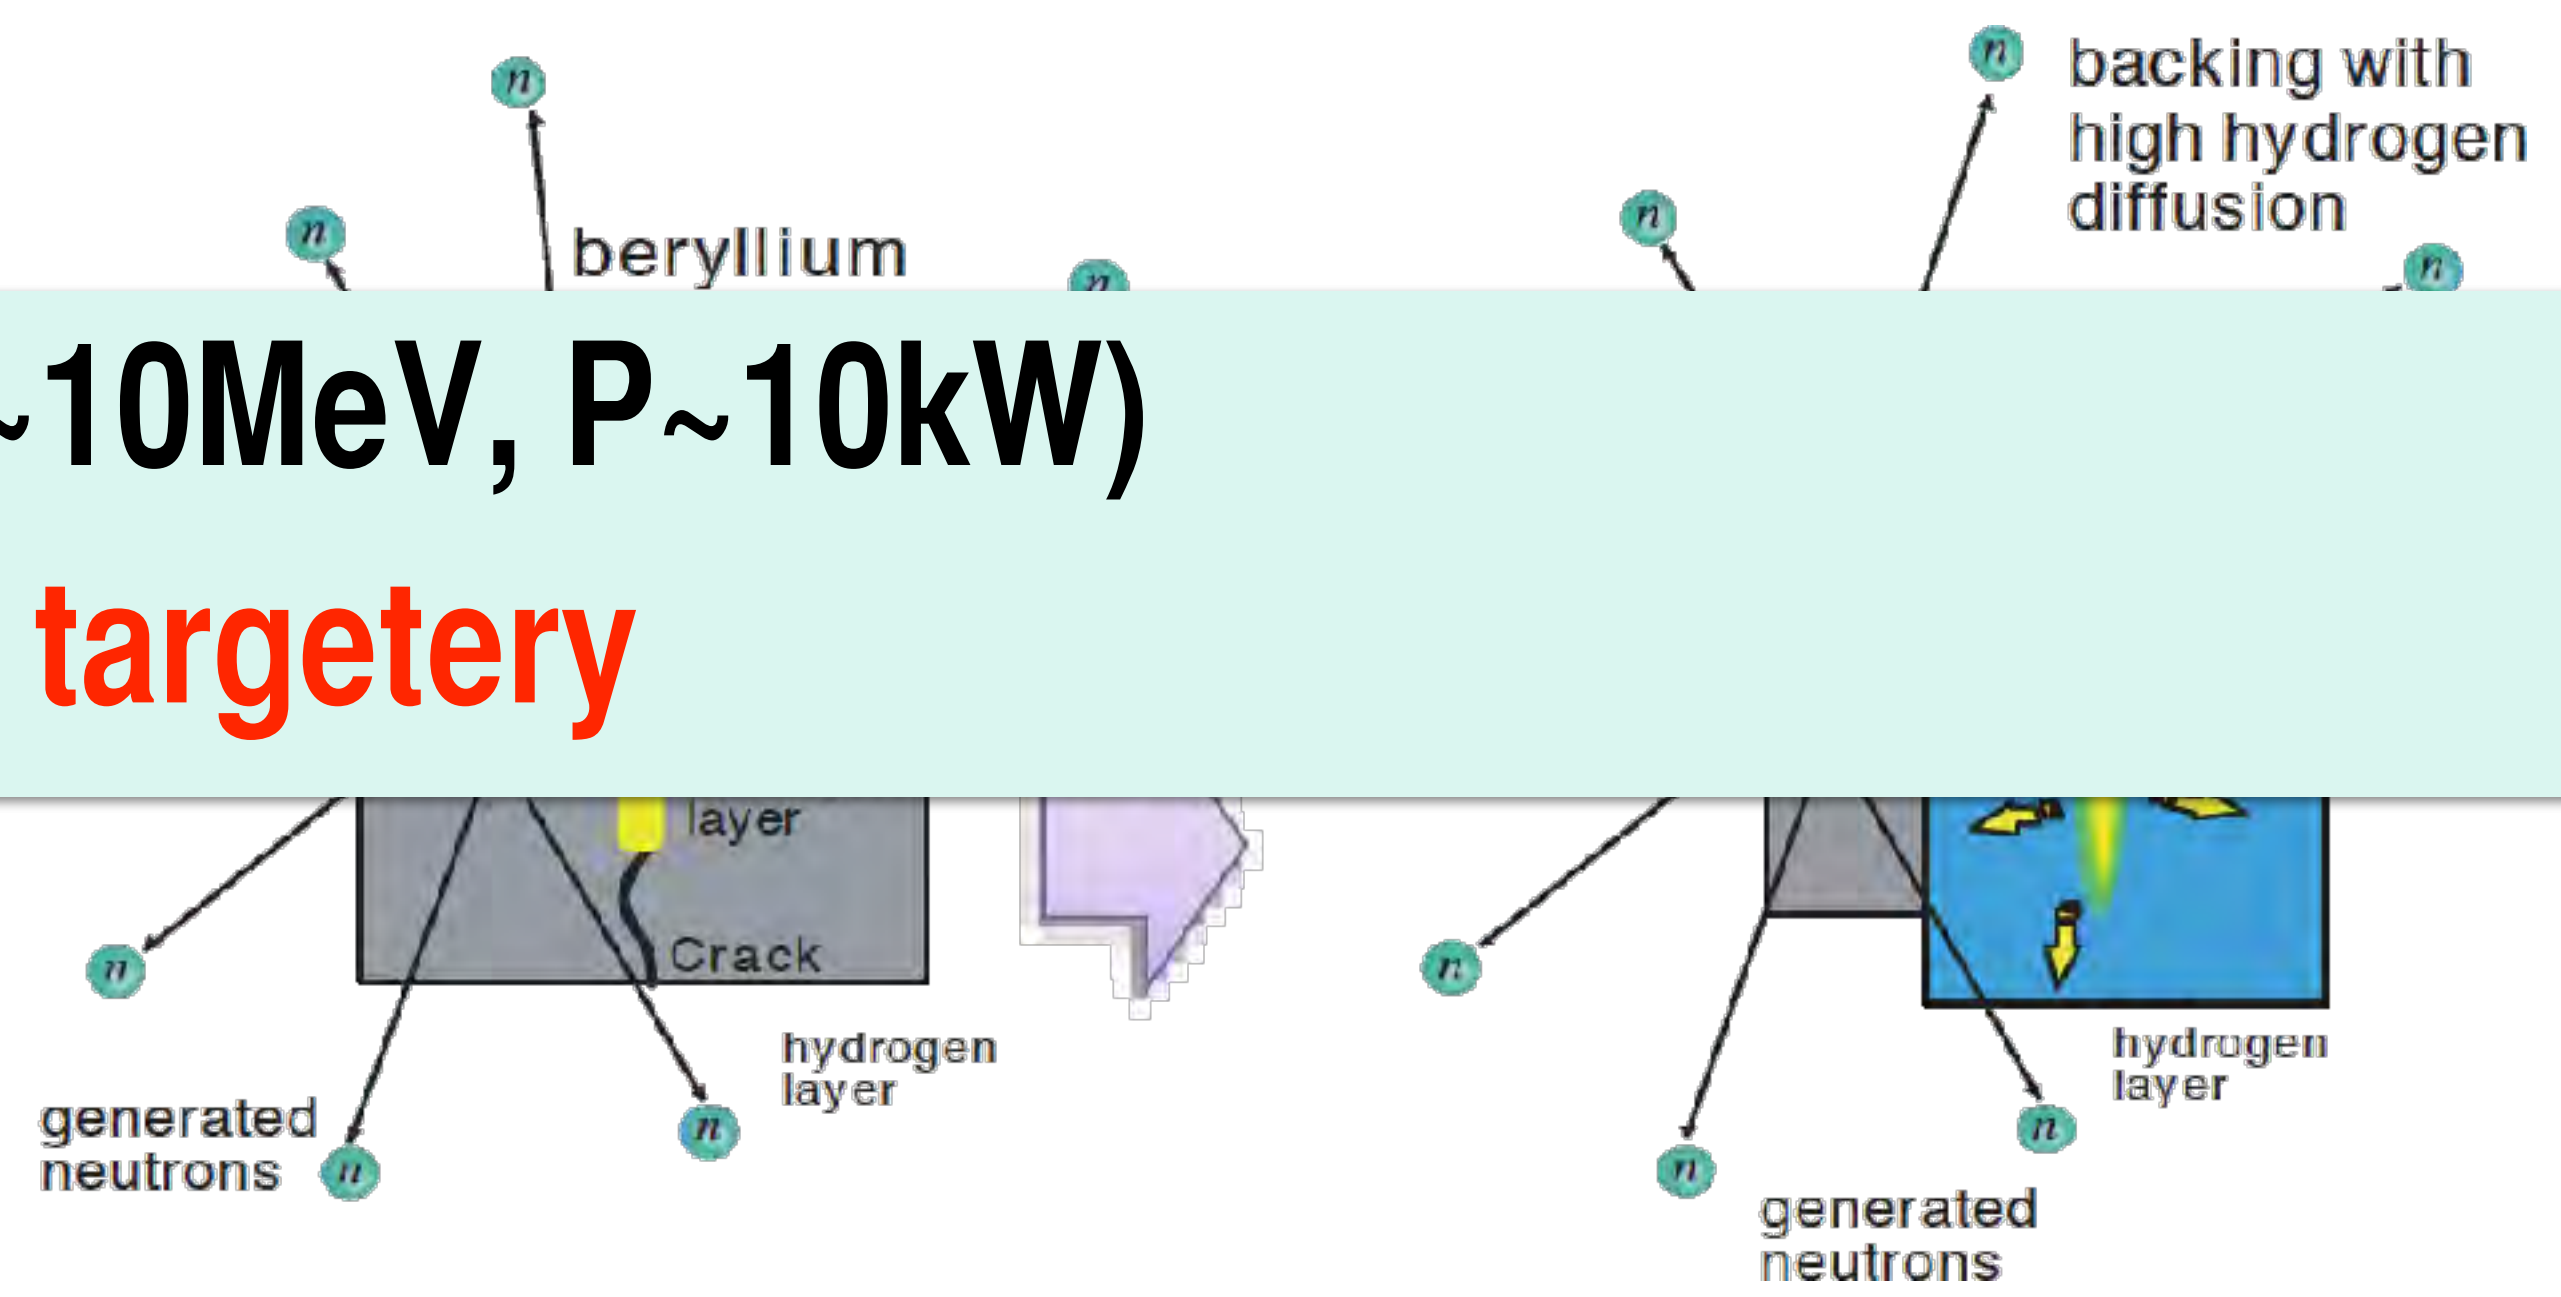 n
n
beryllium
n
n
n
backing with
high hydrogen
diffusion
n
~10MeV, P~10kW)
targetery
layer
Crack
n
hydrogen
layer
generated
neutrons
n
n
n
hydrogen
layer
n
n
generated
neutrons